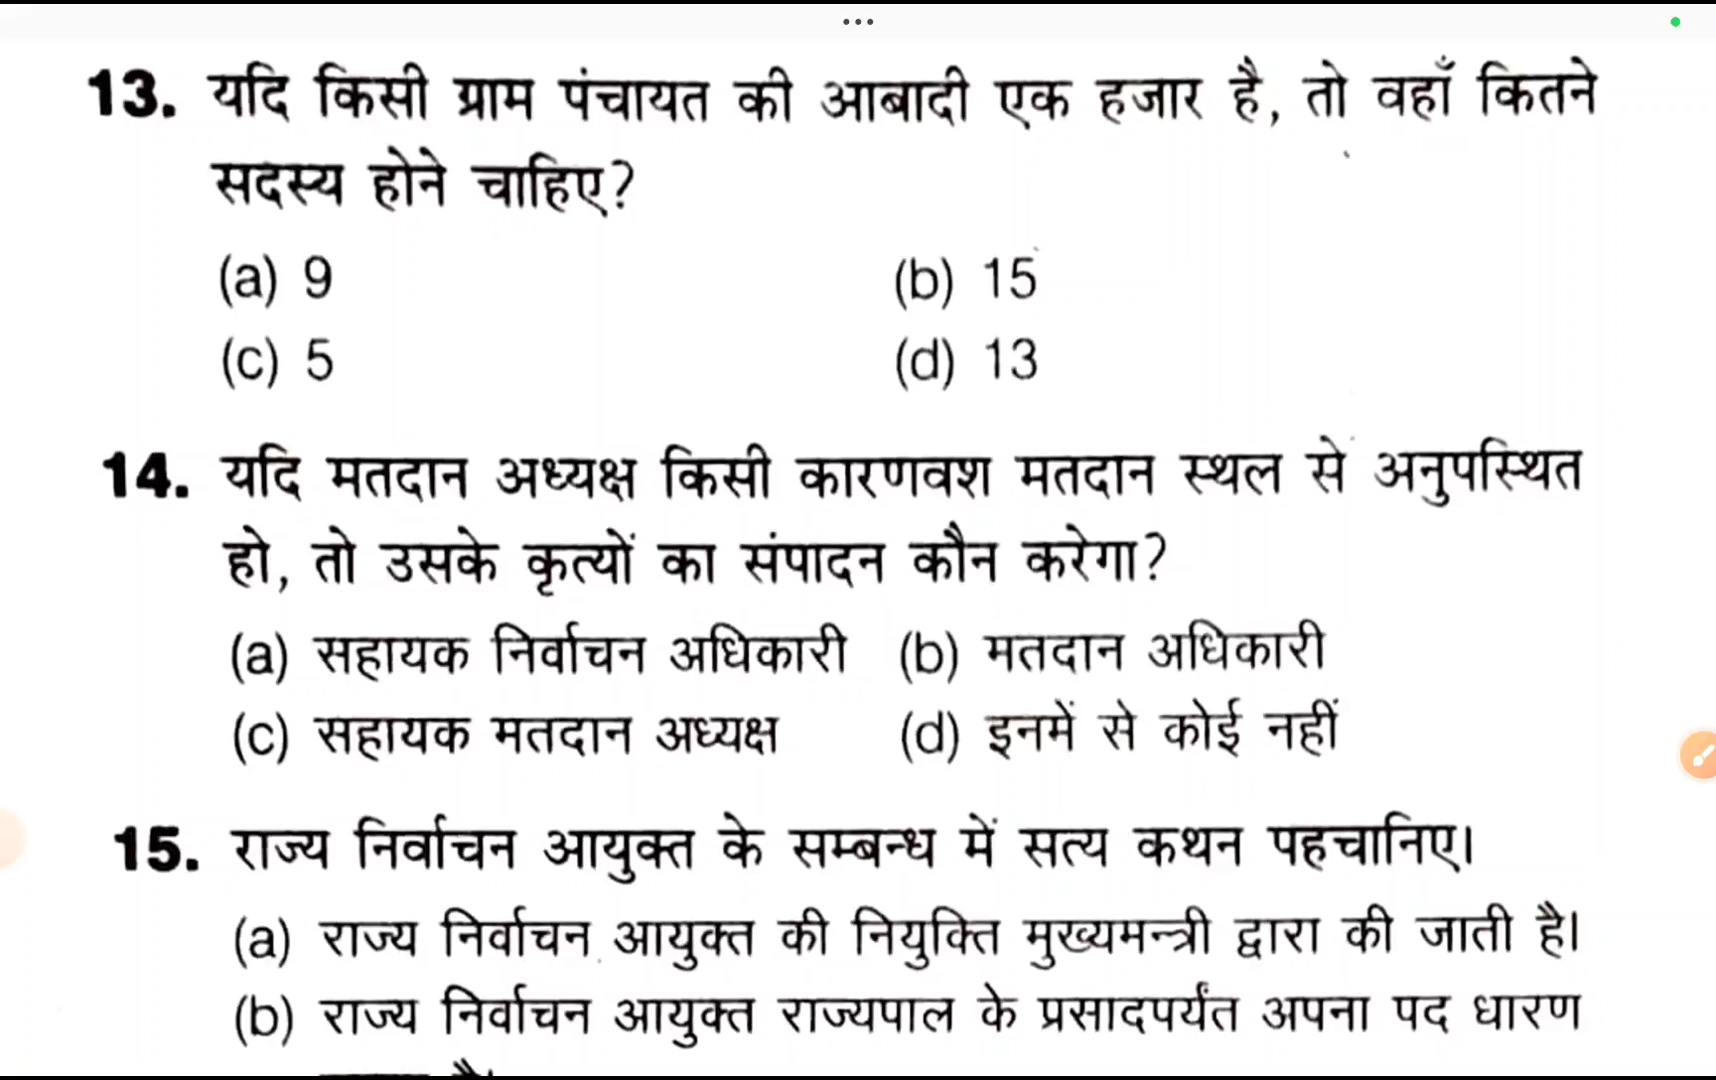 13. यदि किसी ग्राम पंचायत की आबादी एक हजार है, तो वहाँ कितने
सदस्य होने चाहिए?
(a) 9 (b) 15
(c) 5 (d) 13
14. यदि मतदान अध्यक्ष किसी कारणवश मतदान स्थल से अनुपस्थित
हो, तो उसके कृत्यों का संपादन कौन करेगा?
(a) सहायक निर्वाचन अधिकारी (b) मतदान अधिकारी
(c) सहायक मतदान अध्यक्ष (d) इनमें से कोई नहीं
15. राज्य निर्वाचन आयुक्त के सम्बन्ध में सत्य कथन पहचानिए।
(a) राज्य निर्वाचन आयुक्त की नियुक्ति मुख्यमन्त्री द्वारा की जाती है।
(b) राज्य निर्वाचन आयुक्त राज्यपाल के प्रसादपर्यंत अपना पद धारण